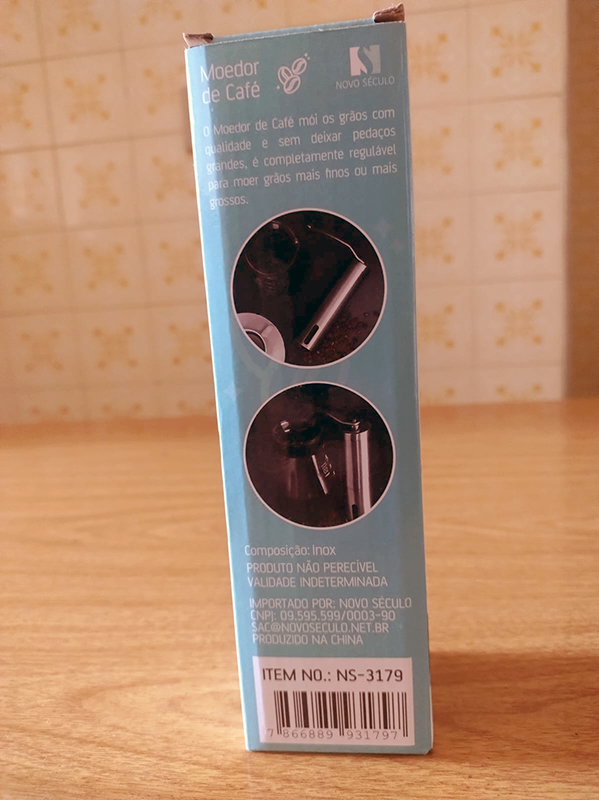 Moedor
de Café
NOVO SÉCULO
O Moedor de Café mói os grãos com
qualidade e sem deixar pedaços
grandes, é completamente regulável
para moer grãos mais finos ou mais
grossos.
Composição: Inox
PRODUTO NÃO PERECÍVEL
VALIDADE INDETERMINADA
IMPORTADO POR: NOVO SÉCULO
CNPJ: 09.595.599/0003-90
SAC@NOVOSECULO.NET.BR
PRODUZIDO NA CHINA
ITEM NO.: NS-3179
7 866889 931797